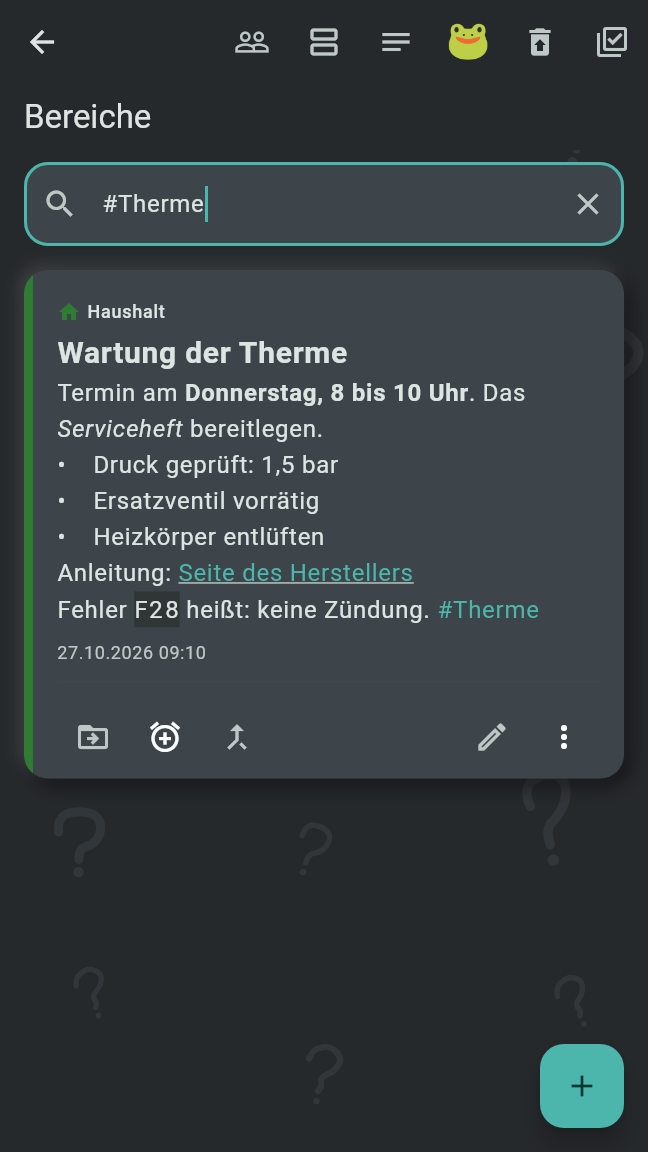 Bereiche
#Therme
Haushalt
Wartung der Therme
Termin am Donnerstag, 8 bis 10 Uhr. Das
Serviceheft bereitlegen.
• Druck geprüft: 1,5 bar
• Ersatzventil vorrätig
• Heizkörper entlüften
Anleitung: Seite des Herstellers
Fehler F28 heißt: keine Zündung. #Therme
27.10.2026 09:10